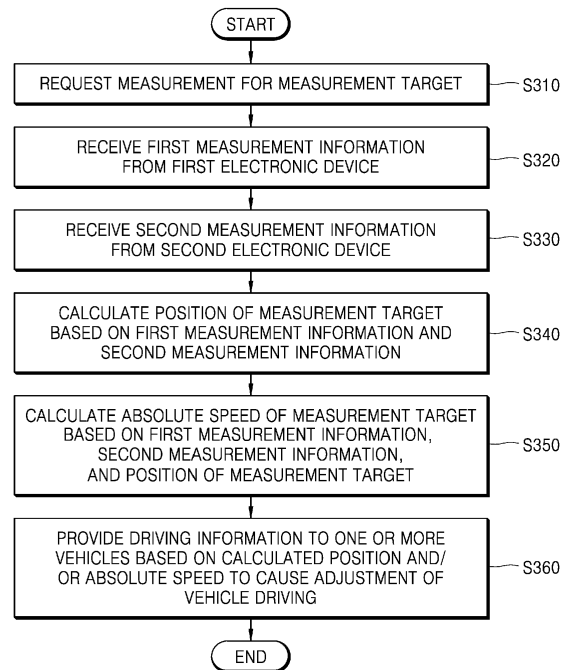 START
REQUEST MEASUREMENT FOR MEASUREMENT TARGET
S310
RECEIVE FIRST MEASUREMENT INFORMATION
FROM FIRST ELECTRONIC DEVICE
S320
RECEIVE SECOND MEASUREMENT INFORMATION
FROM SECOND ELECTRONIC DEVICE
S330
CALCULATE POSITION OF MEASUREMENT TARGET
BASED ON FIRST MEASUREMENT INFORMATION AND
SECOND MEASUREMENT INFORMATION
S340
CALCULATE ABSOLUTE SPEED OF MEASUREMENT TARGET
BASED ON FIRST MEASUREMENT INFORMATION,
SECOND MEASUREMENT INFORMATION,
AND POSITION OF MEASUREMENT TARGET
S350
PROVIDE DRIVING INFORMATION TO ONE OR MORE
VEHICLES BASED ON CALCULATED POSITION AND/
OR ABSOLUTE SPEED TO CAUSE ADJUSTMENT OF
VEHICLE DRIVING
S360
END